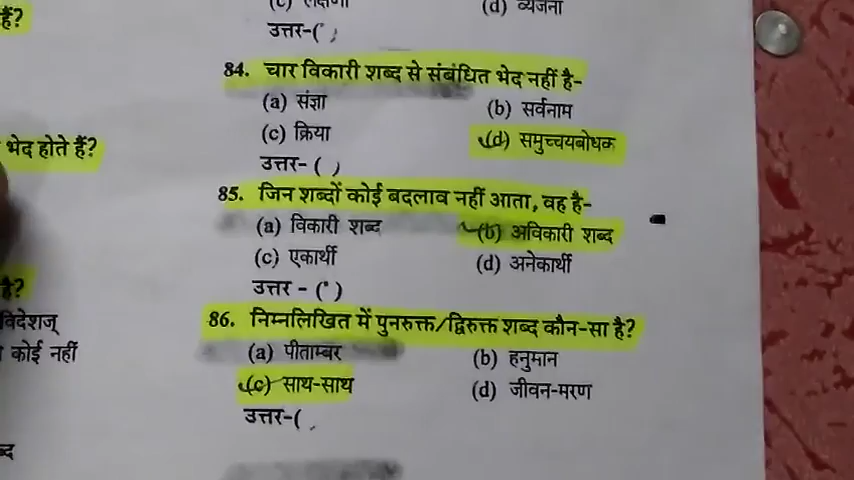 हैं?
भेद होते हैं?
है?
विदेशज्
कोई नहीं
(d) व्यंजना
उत्तर-( )
84. चार विकारी शब्द से संबंधित भेद नहीं है-
(a) संज्ञा (b) सर्वनाम
(c) क्रिया (d) समुच्चयबोधक
उत्तर- ( )
85. जिन शब्दों कोई बदलाव नहीं आता, वह है-
(a) विकारी शब्द (b) अविकारी शब्द
(c) एकार्थी (d) अनेकार्थी
उत्तर - ( )
86. निम्नलिखित में पुनरुक्त/द्विरुक्त शब्द कौन-सा है?
(a) पीताम्बर (b) हनुमान
(c) साथ-साथ (d) जीवन-मरण
उत्तर-(